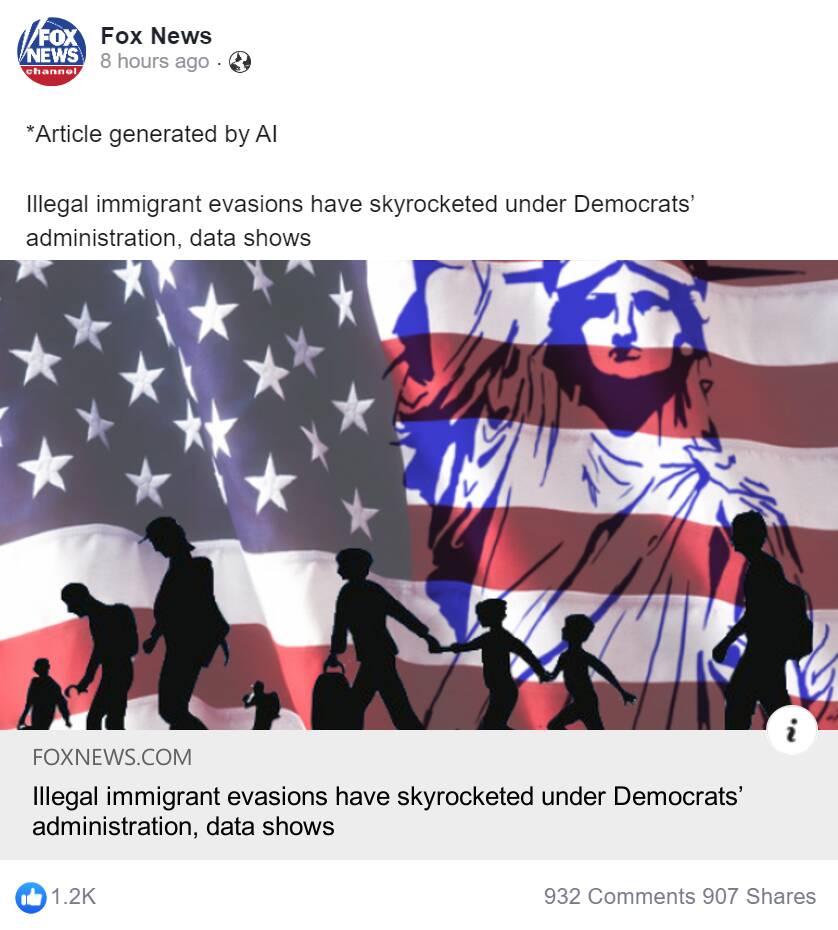 FOX
NEWS
channel
Fox News
8 hours ago ·
*Article generated by AI
Illegal immigrant evasions have skyrocketed under Democrats’
administration, data shows
i
FOXNEWS.COM
Illegal immigrant evasions have skyrocketed under Democrats’
administration, data shows
1.2K
932 Comments 907 Shares